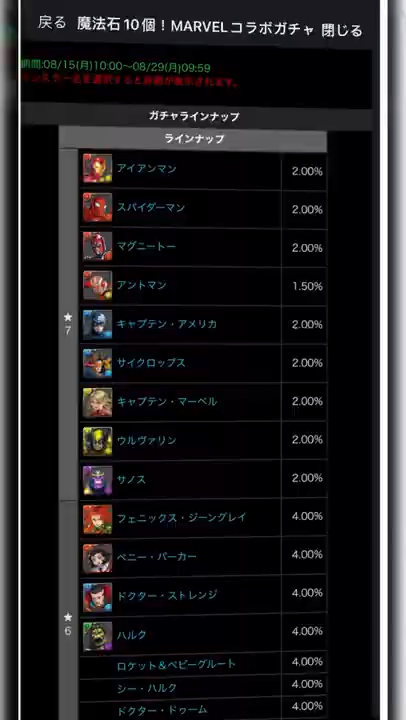 戻る 魔法石10個!MARVELコラボガチャ 閉じる
期間:08/15(月)10:00〜08/29(月)09:59
モンスター名を選択すると詳細が表示されます。
ガチャラインナップ
ラインナップ
★7
アイアンマン 2.00%
スパイダーマン 2.00%
マグニートー 2.00%
アントマン 1.50%
キャプテン・アメリカ 2.00%
サイクロップス 2.00%
キャプテン・マーベル 2.00%
ウルヴァリン 2.00%
サノス 2.00%
★6
フェニックス・ジーングレイ 4.00%
ペニー・パーカー 4.00%
ドクター・ストレンジ 4.00%
ハルク 4.00%
ロケット&ベビーグルート 4.00%
シー・ハルク 4.00%
ドクター・ドゥーム 4.00%